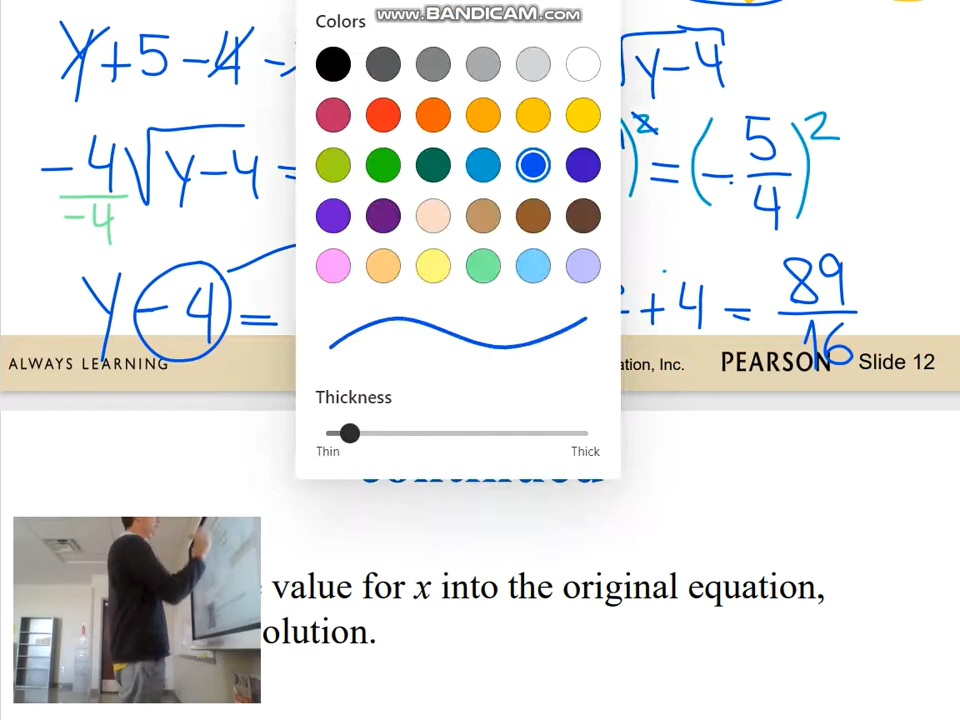 www.BANDICAM.com
Colors
y + 5 - 4 - √y-4
-4√y-4 = )² = (-5/4)²
-4
y - 4 = + 4 = 89/16
ALWAYS LEARNING ation, Inc. PEARSON Slide 12
Thickness
Thin Thick
continued
value for x into the original equation,
olution.